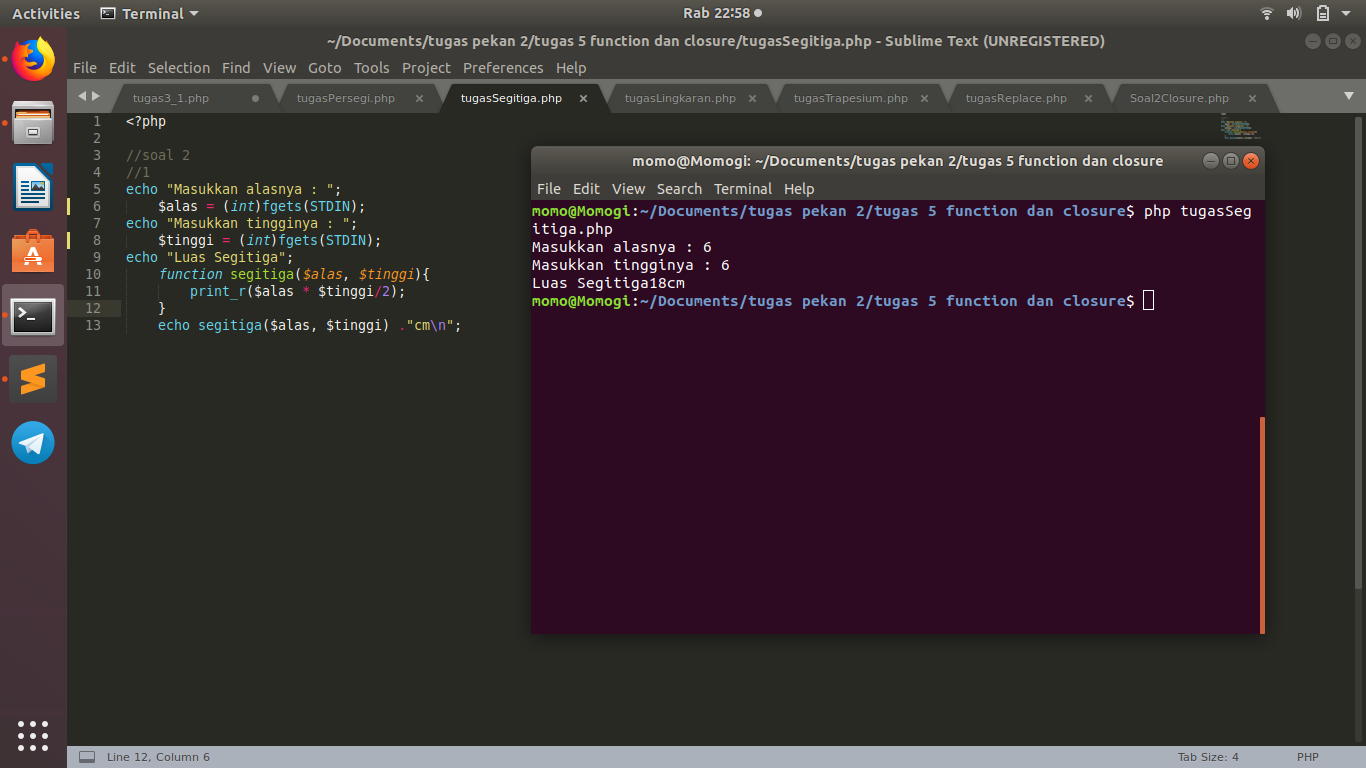 Activities Terminal Rab 22:58
~/Documents/tugas pekan 2/tugas 5 function dan closure/tugasSegitiga.php - Sublime Text (UNREGISTERED)
File Edit Selection Find View Goto Tools Project Preferences Help
tugas3_1.php tugasPersegi.php tugasSegitiga.php tugasLingkaran.php tugasTrapesium.php tugasReplace.php Soal2Closure.php
1 <?php
2
3 //soal 2
4 //1
5 echo "Masukkan alasnya : ";
6 $alas = (int)fgets(STDIN);
7 echo "Masukkan tingginya : ";
8 $tinggi = (int)fgets(STDIN);
9 echo "Luas Segitiga";
10 function segitiga($alas, $tinggi){
11 print_r($alas * $tinggi/2);
12 }
13 echo segitiga($alas, $tinggi) ."cm\n";
momo@Momogi: ~/Documents/tugas pekan 2/tugas 5 function dan closure
File Edit View Search Terminal Help
momo@Momogi:~/Documents/tugas pekan 2/tugas 5 function dan closure$ php tugasSeg
itiga.php
Masukkan alasnya : 6
Masukkan tingginya : 6
Luas Segitiga18cm
momo@Momogi:~/Documents/tugas pekan 2/tugas 5 function dan closure$
Line 12, Column 6 Tab Size: 4 PHP